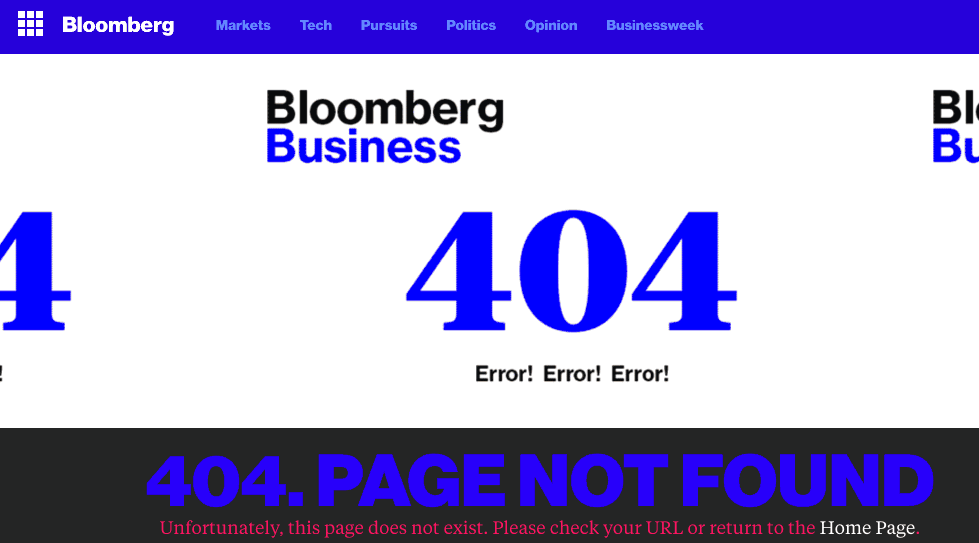 Bloomberg Markets Tech Pursuits Politics Opinion Businessweek
Bloomberg
Business
404
Error! Error! Error!
404. PAGE NOT FOUND
Unfortunately, this page does not exist. Please check your URL or return to the Home Page.